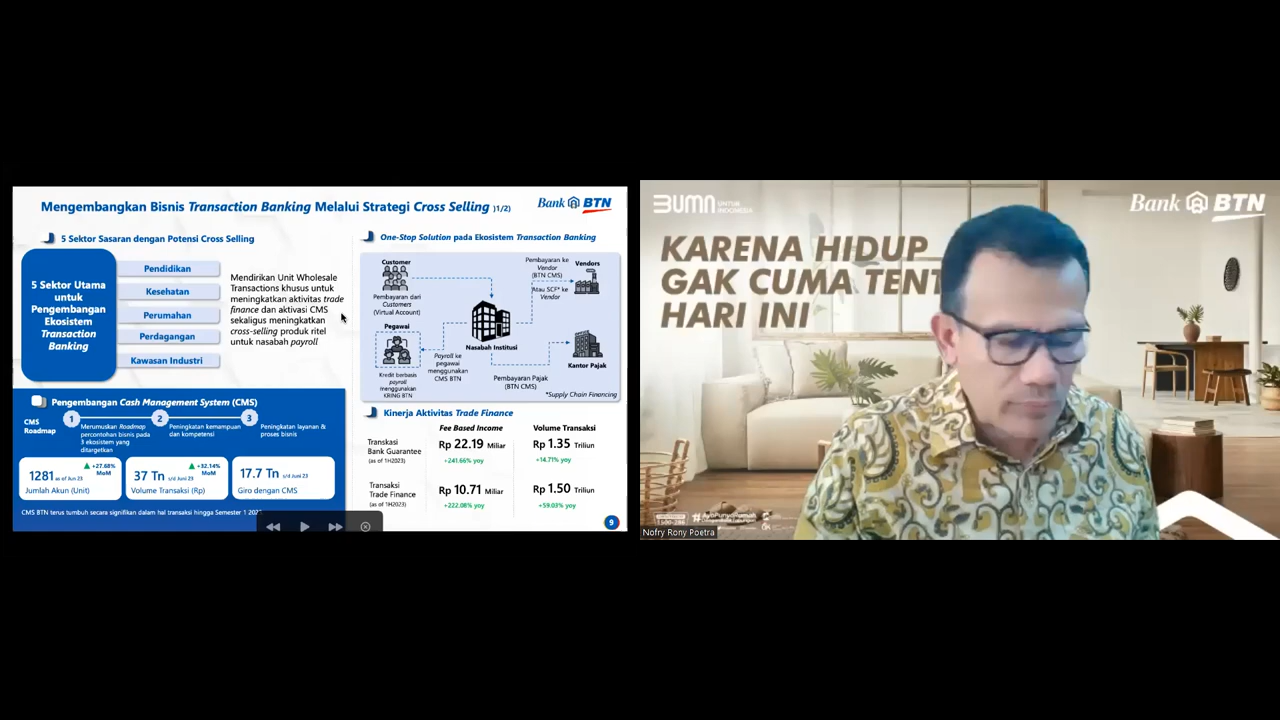 Mengembangkan Bisnis Transaction Banking Melalui Strategi Cross Selling )1/2)
Bank BTN
5 Sektor Sasaran dengan Potensi Cross Selling
5 Sektor Utama
untuk
Pengembangan
Ekosistem
Transaction
Banking
Pendidikan
Kesehatan
Perumahan
Perdagangan
Kawasan Industri
Mendirikan Unit Wholesale
Transactions khusus untuk
meningkatkan aktivitas trade
finance dan aktivasi CMS
sekaligus meningkatkan
cross-selling produk ritel
untuk nasabah payroll
Pengembangan Cash Management System (CMS)
CMS
Roadmap
1
Merumuskan Roadmap
percontohan bisnis pada
3 ekosistem yang
ditargetkan
2
Peningkatan kemampuan
dan kompetensi
3
Peningkatan layanan &
proses bisnis
1281 as of Jun 23
+27.68%
MoM
Jumlah Akun (Unit)
37 Tn s/d Juni 23
+32.14%
MoM
Volume Transaksi (Rp)
17.7 Tn s/d Juni 23
Giro dengan CMS
CMS BTN terus tumbuh secara signifikan dalam hal transaksi hingga Semester 1
One-Stop Solution pada Ekosistem Transaction Banking
Customer
Pembayaran dari
Customers
(Virtual Account)
Pegawai
Kredit berbasis
payroll
menggunakan
KRING BTN
Payroll ke
pegawai
menggunakan
CMS BTN
Nasabah Institusi
Pembayaran ke
Vendor
(BTN CMS)
Atau SCF* ke
Vendor
Vendors
Kantor Pajak
Pembayaran Pajak
(BTN CMS)
*Supply Chain Financing
Kinerja Aktivitas Trade Finance
Fee Based Income
Volume Transaksi
Transkasi
Bank Guarantee
(as of 1H2023)
Rp 22.19 Miliar
+241.66% yoy
Rp 1.35 Triliun
+14.71% yoy
Transaksi
Trade Finance
(as of 1H2023)
Rp 10.71 Miliar
+222.08% yoy
Rp 1.50 Triliun
+59.03% yoy
9
BUMN UNTUK
INDONESIA
Bank BTN
KARENA HIDUP
GAK CUMA TENT
HARI INI
Nofry Rony Poetra